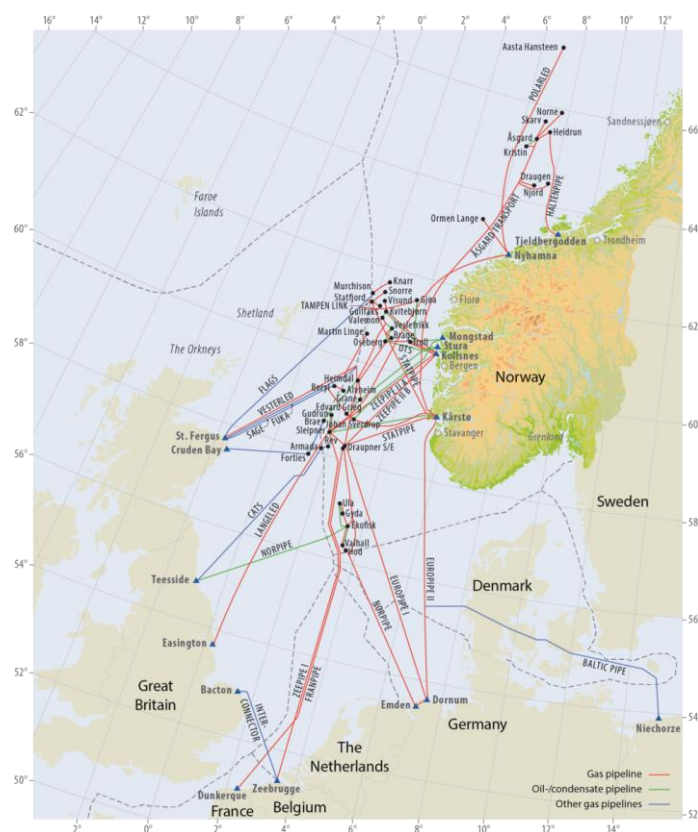 16° 14° 12° 10° 8° 6° 4° 2° 0° 2° 4° 6° 8° 10° 12°
Aasta Hansteen
POLARLED
62°
Norne
Skarv
Sandnessjøen
66°
Åsgard
Heidrun
Kristin
Draugen
Njord
HALTENPIPE
Faroe
Islands
Ormen Lange
ÅSGARD TRANSPORT
60°
Tjeldbergodden
64°
Trondheim
Nyhamna
Murchison
Knarr
Statfjord
Snorre
Visund
Gjøa
Florø
TAMPEN LINK
Gullfaks
Kvitebjørn
Shetland
Valemon
Veslefrikk
Martin Linge
Brage
Mongstad
62°
Oseberg
Troll
Stura
OTS
Kollsnes
The Orkneys
58°
STATPIPE
Bergen
FLAGS
Heimdal
Norway
VESTERLED
Beryl
Alvheim
ZEEPIPE II A
ZEEPIPE II B
Grane
SAGE
FUKA
Edvard Grieg
Gudrun
Johan Sverdrup
Kårstø
St. Fergus
Brae
Sleipner
STATPIPE
Stavanger
Grenland
60°
Cruden Bay
Rev
Armada
Draupner S/E
56°
Forties
Sweden
CATS
LANGELED
Ula
Gyda
Ekofisk
58°
54°
NORPIPE
Valhall
Hod
Teesside
EUROPIPE II
Denmark
EUROPIPE I
NORPIPE
56°
Easington
BALTIC PIPE
52°
ZEEPIPE I
FRANPIPE
Great
Britain
Bacton
INTER-
CONNECTOR
Emden
Dornum
Germany
54°
Niechorze
The
Netherlands
Gas pipeline
50°
Zeebrugge
Oil-/condensate pipeline
Dunkerque
Other gas pipelines
France
Belgium
52°
2° 0° 2° 4° 6° 8° 10° 12° 14°